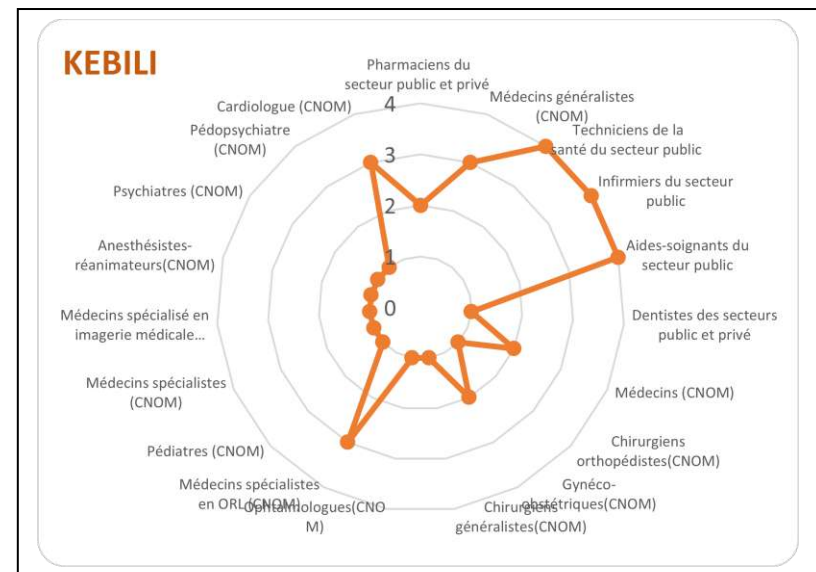 KEBILI
Pharmaciens du
secteur public et privé
Médecins généralistes
(CNOM)
Techniciens de la
santé du secteur public
Infirmiers du secteur
public
Aides-soignants du
secteur public
Dentistes des secteurs
public et privé
Médecins (CNOM)
Chirurgiens
orthopédistes(CNOM)
Gynéco-
obstétriques(CNOM)
Chirurgiens
généralistes(CNOM)
Ophtalmologues(CNO
M)
Médecins spécialistes
en ORL (CNOM)
Pédiatres (CNOM)
Médecins spécialistes
(CNOM)
Médecins spécialisé en
imagerie médicale…
Anesthésistes-
réanimateurs(CNOM)
Psychiatres (CNOM)
Pédopsychiatre
(CNOM)
Cardiologue (CNOM)
4
3
2
1
0